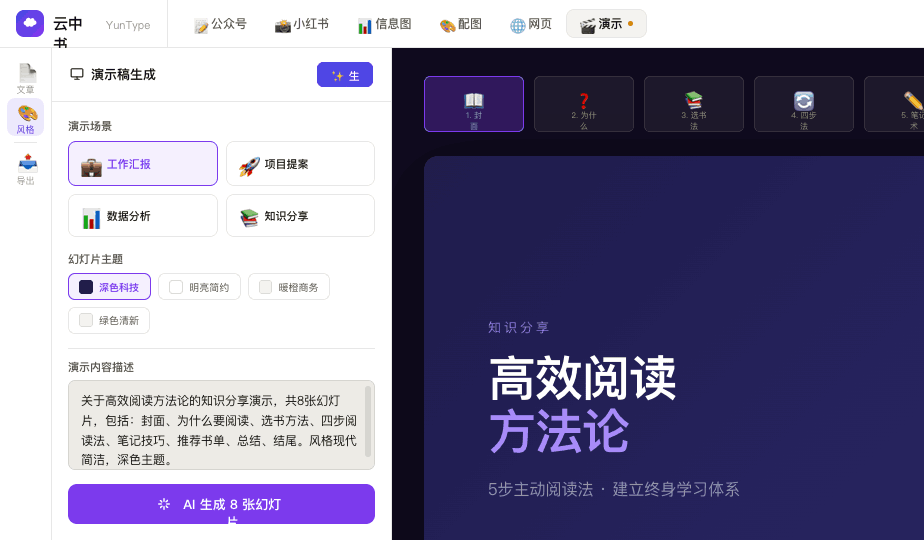 云中书
YunType
公众号
小红书
信息图
配图
网页
演示
文章
风格
导出
演示稿生成
生
演示场景
工作汇报
项目提案
数据分析
知识分享
幻灯片主题
深色科技
明亮简约
暖橙商务
绿色清新
演示内容描述
关于高效阅读方法论的知识分享演示，共8张幻灯
片，包括：封面、为什么要阅读、选书方法、四步阅
读法、笔记技巧、推荐书单、总结、结尾。风格现代
简洁，深色主题。
AI 生成 8 张幻灯
片
1. 封
面
2. 为什
么
3. 选书
法
4. 四步
法
5. 笔记
术
知识分享
高效阅读
方法论
5步主动阅读法 · 建立终身学习体系